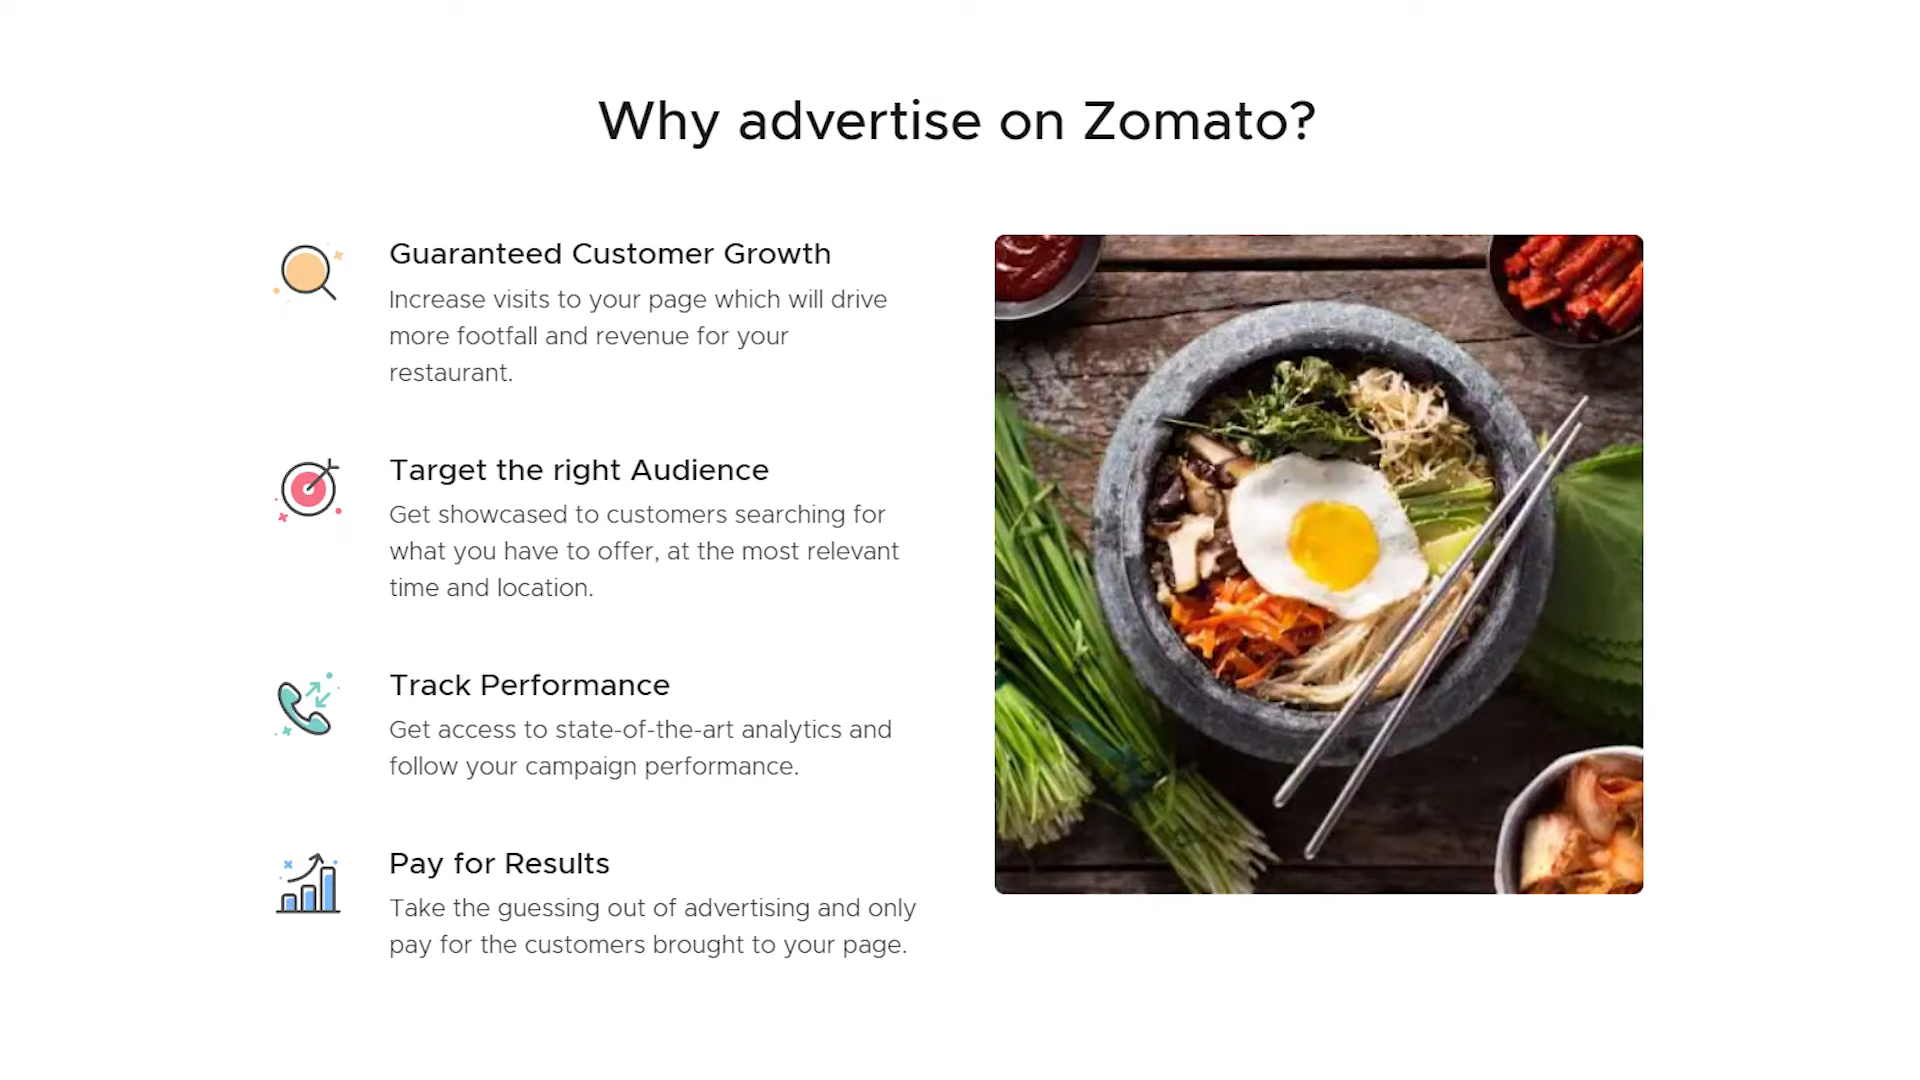 Why advertise on Zomato?
Guaranteed Customer Growth
Increase visits to your page which will drive
more footfall and revenue for your
restaurant.
Target the right Audience
Get showcased to customers searching for
what you have to offer, at the most relevant
time and location.
Track Performance
Get access to state-of-the-art analytics and
follow your campaign performance.
Pay for Results
Take the guessing out of advertising and only
pay for the customers brought to your page.